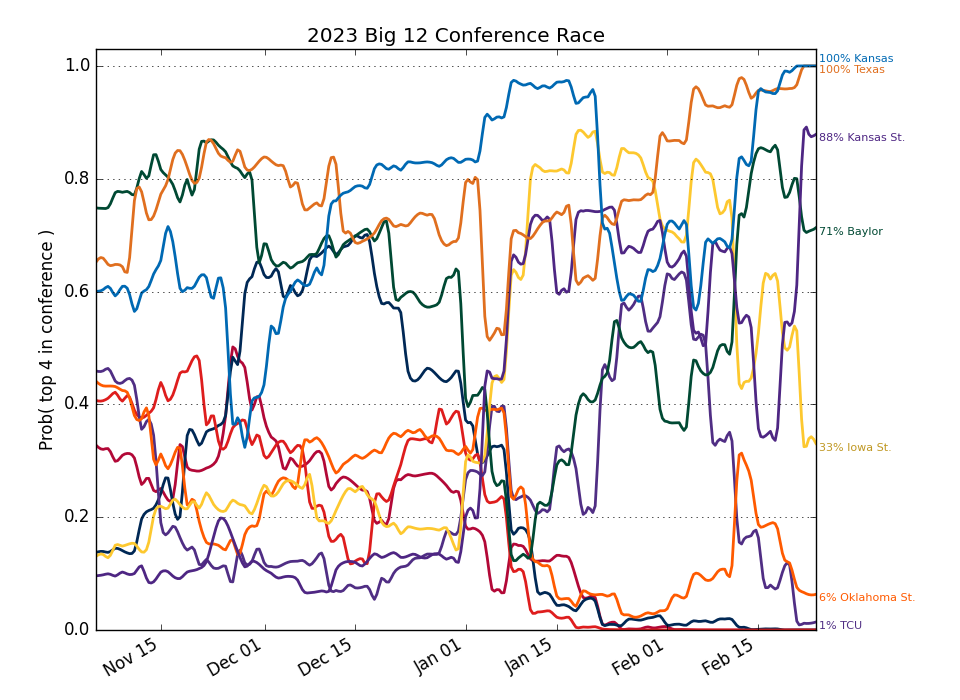 2023 Big 12 Conference Race
Prob( top 4 in conference )
1.0
0.8
0.6
0.4
0.2
0.0
Nov 15
Dec 01
Dec 15
Jan 01
Jan 15
Feb 01
Feb 15
100% Kansas
100% Texas
88% Kansas St.
71% Baylor
33% Iowa St.
6% Oklahoma St.
1% TCU